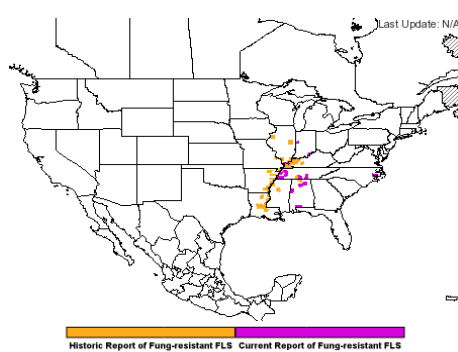 Last Update: N/A
Historic Report of Fung-resistant FLS Current Report of Fung-resistant FLS